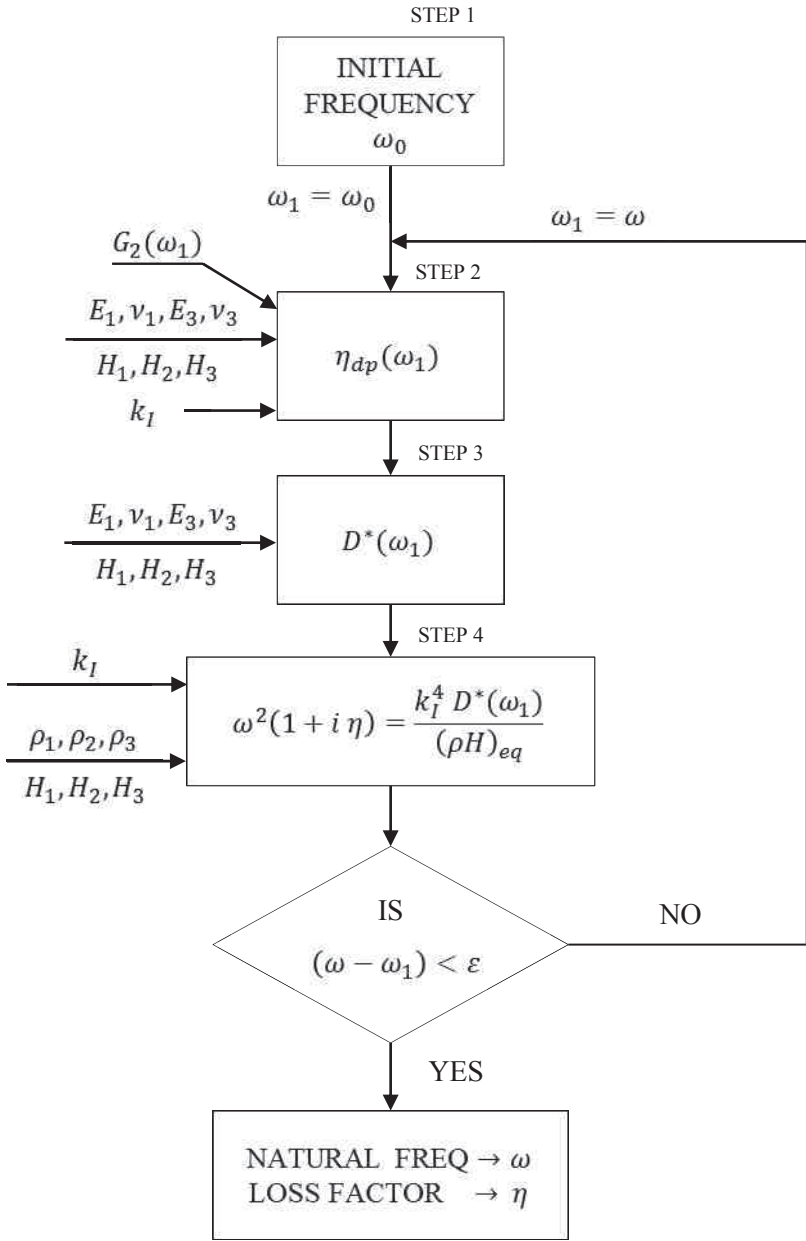 STEP 1
INITIAL
FREQUENCY
ω₀
ω₁ = ω₀
ω₁ = ω
G₂(ω₁)
STEP 2
E₁, ν₁, E₃, ν₃
H₁, H₂, H₃
k_I
η_dp(ω₁)
STEP 3
E₁, ν₁, E₃, ν₃
H₁, H₂, H₃
D*(ω₁)
STEP 4
k_I
ρ₁, ρ₂, ρ₃
H₁, H₂, H₃
ω²(1 + i η) = k_I⁴ D*(ω₁) / (ρH)_eq
IS
(ω − ω₁) < ε
NO
YES
NATURAL FREQ → ω
LOSS FACTOR → η